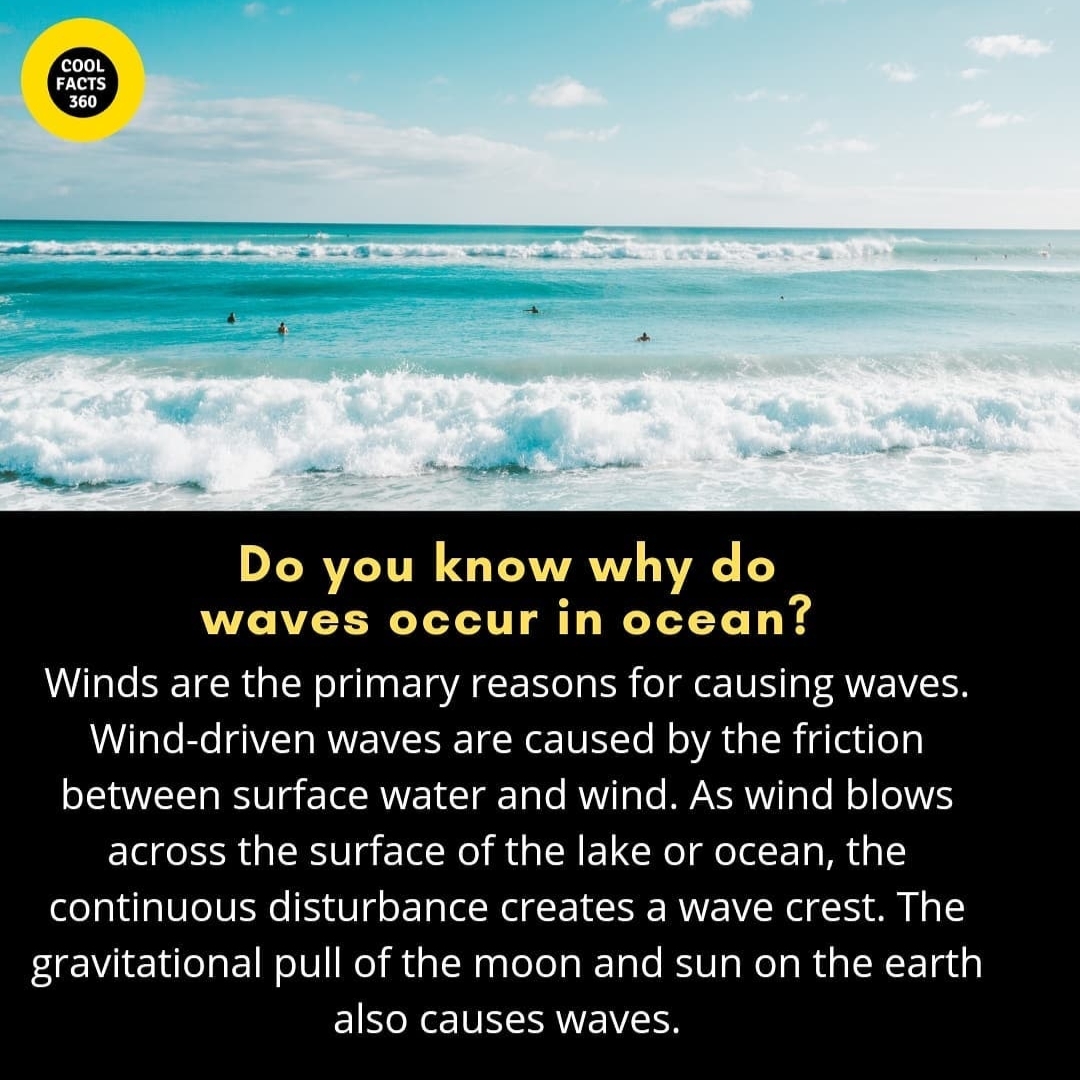 COOL
FACTS
360
Do you know why do
waves occur in ocean?
Winds are the primary reasons for causing waves.
Wind-driven waves are caused by the friction
between surface water and wind. As wind blows
across the surface of the lake or ocean, the
continuous disturbance creates a wave crest. The
gravitational pull of the moon and sun on the earth
also causes waves.